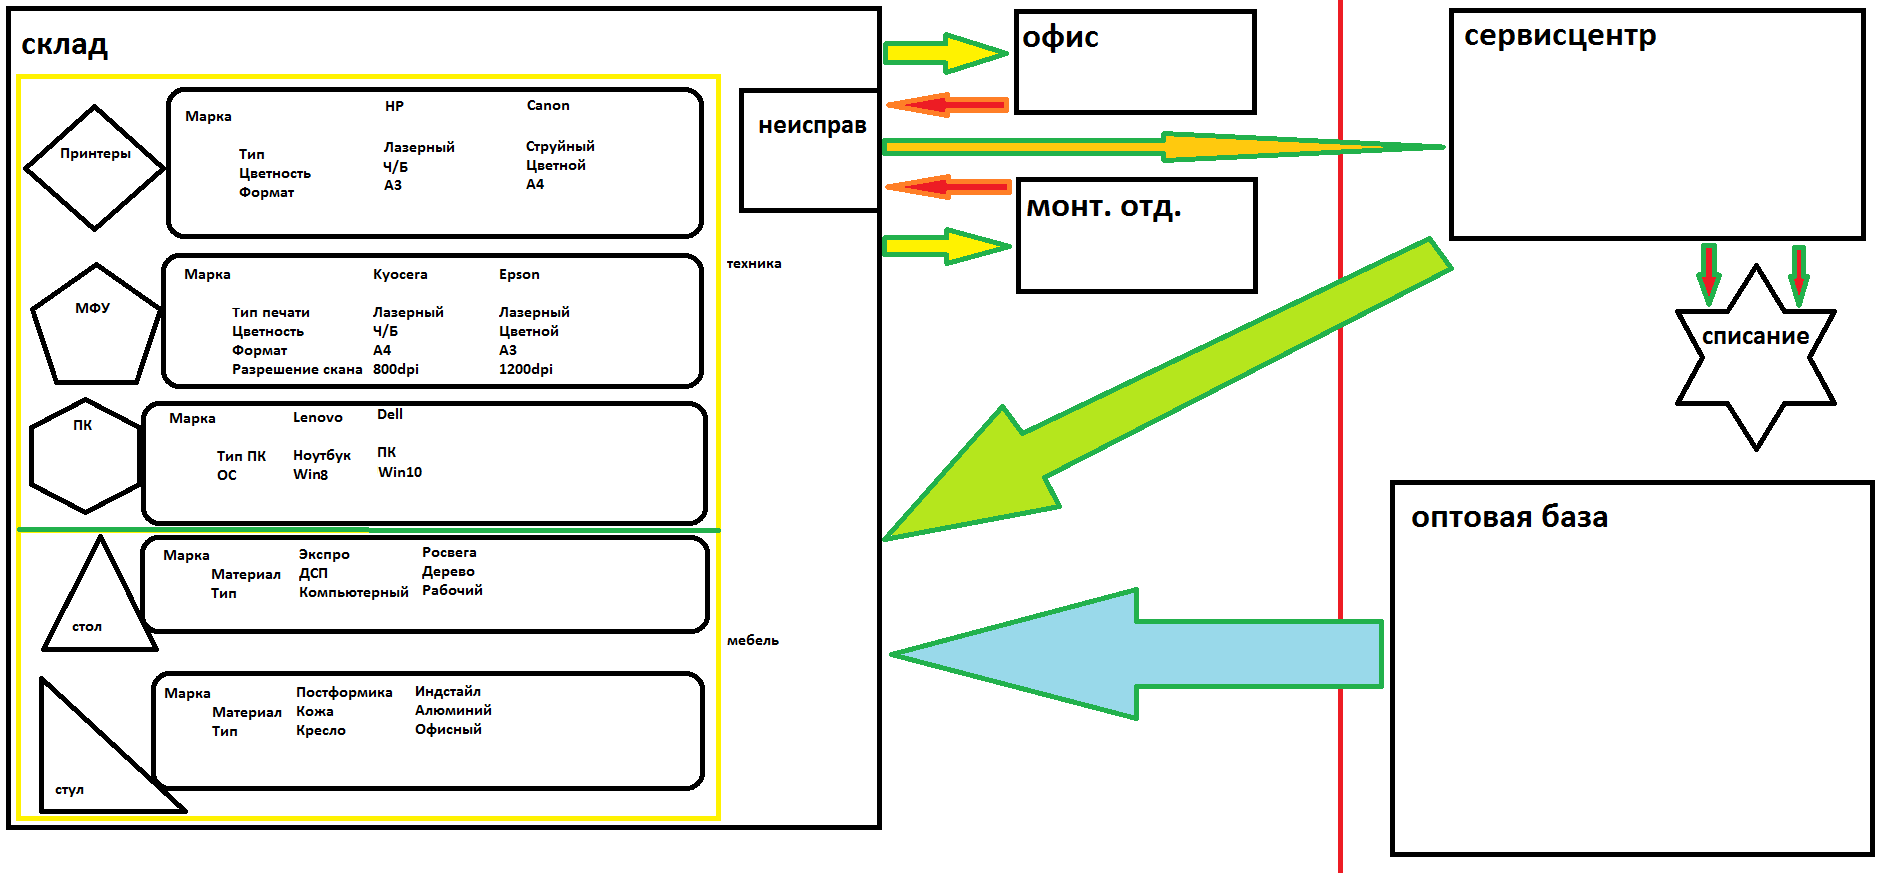 склад
Принтеры
Марка HP Canon
Тип Лазерный Струйный
Цветность Ч/Б Цветной
Формат А3 А4
МФУ
Марка Kyocera Epson
Тип печати Лазерный Лазерный
Цветность Ч/Б Цветной
Формат А4 А3
Разрешение скана 800dpi 1200dpi
ПК
Марка Lenovo Dell
Тип ПК Ноутбук ПК
ОС Win8 Win10
техника
стол
Марка Экспро Росвега
Материал ДСП Дерево
Тип Компьютерный Рабочий
стул
Марка Постформика Индстайл
Материал Кожа Алюминий
Тип Кресло Офисный
мебель
неисправ
офис
монт. отд.
сервисцентр
списание
оптовая база